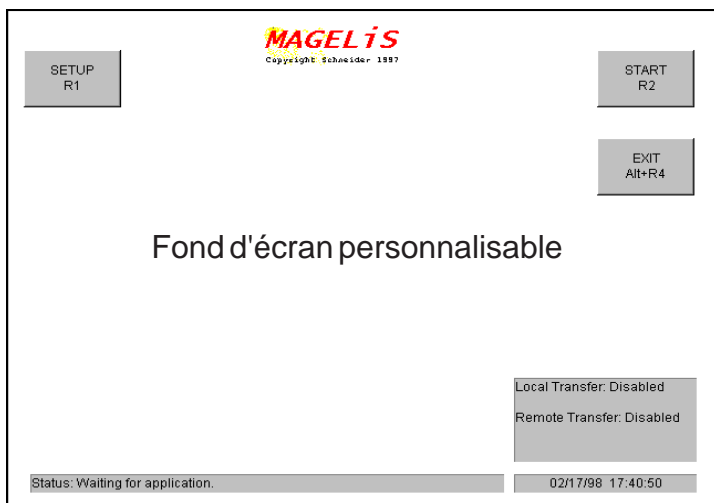 MAGELiS
Copyright Schneider 1997
SETUP
R1
START
R2
EXIT
Alt+R4
Fond d'écran personnalisable
Local Transfer: Disabled
Remote Transfer: Disabled
Status: Waiting for application.
02/17/98 17:40:50